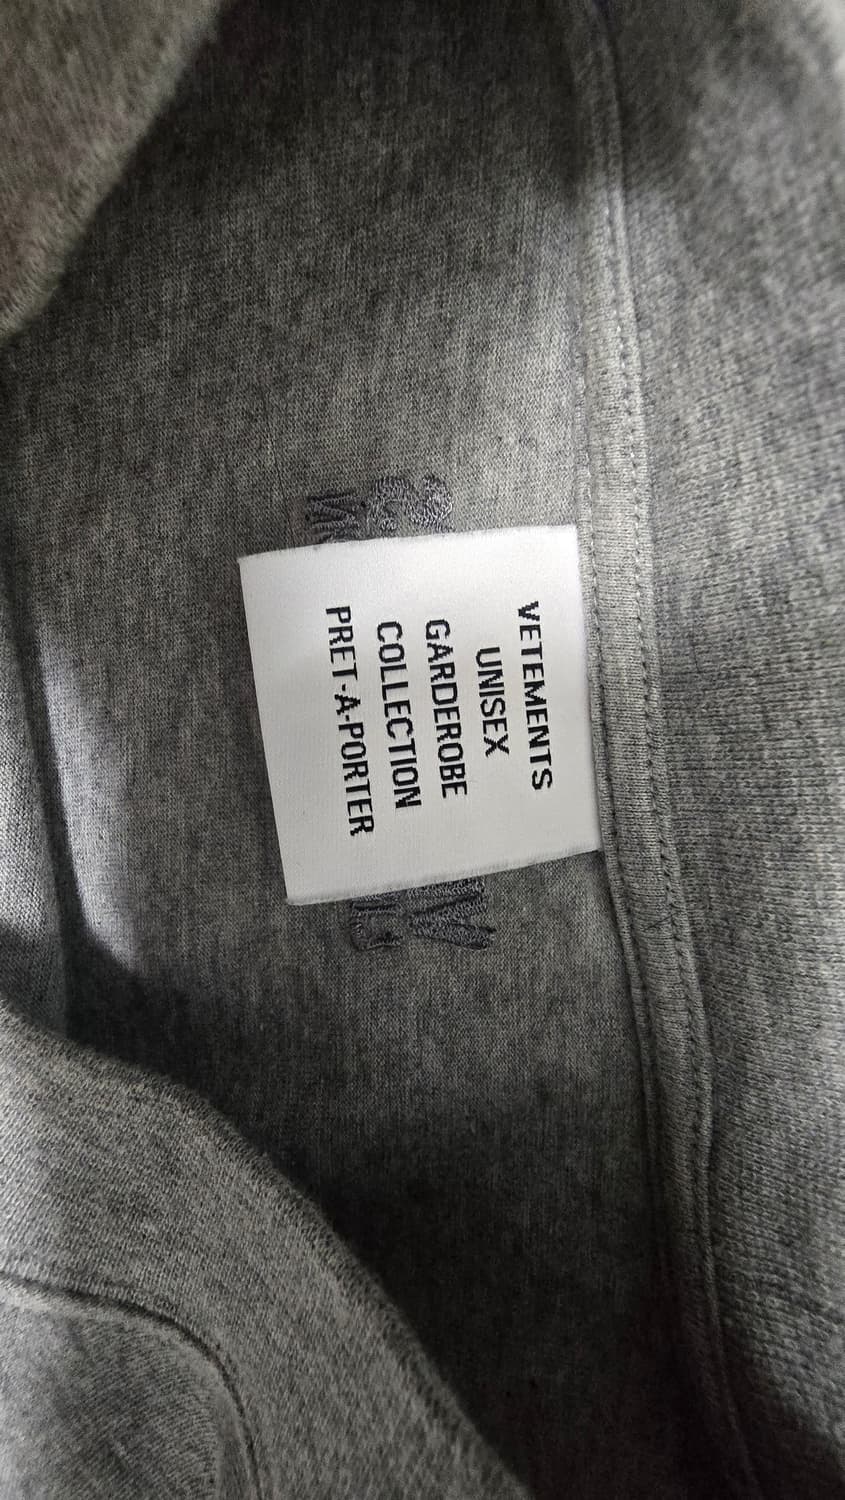 VETEMENTS
UNISEX
GARDEROBE
COLLECTION
PRET-A-PORTER